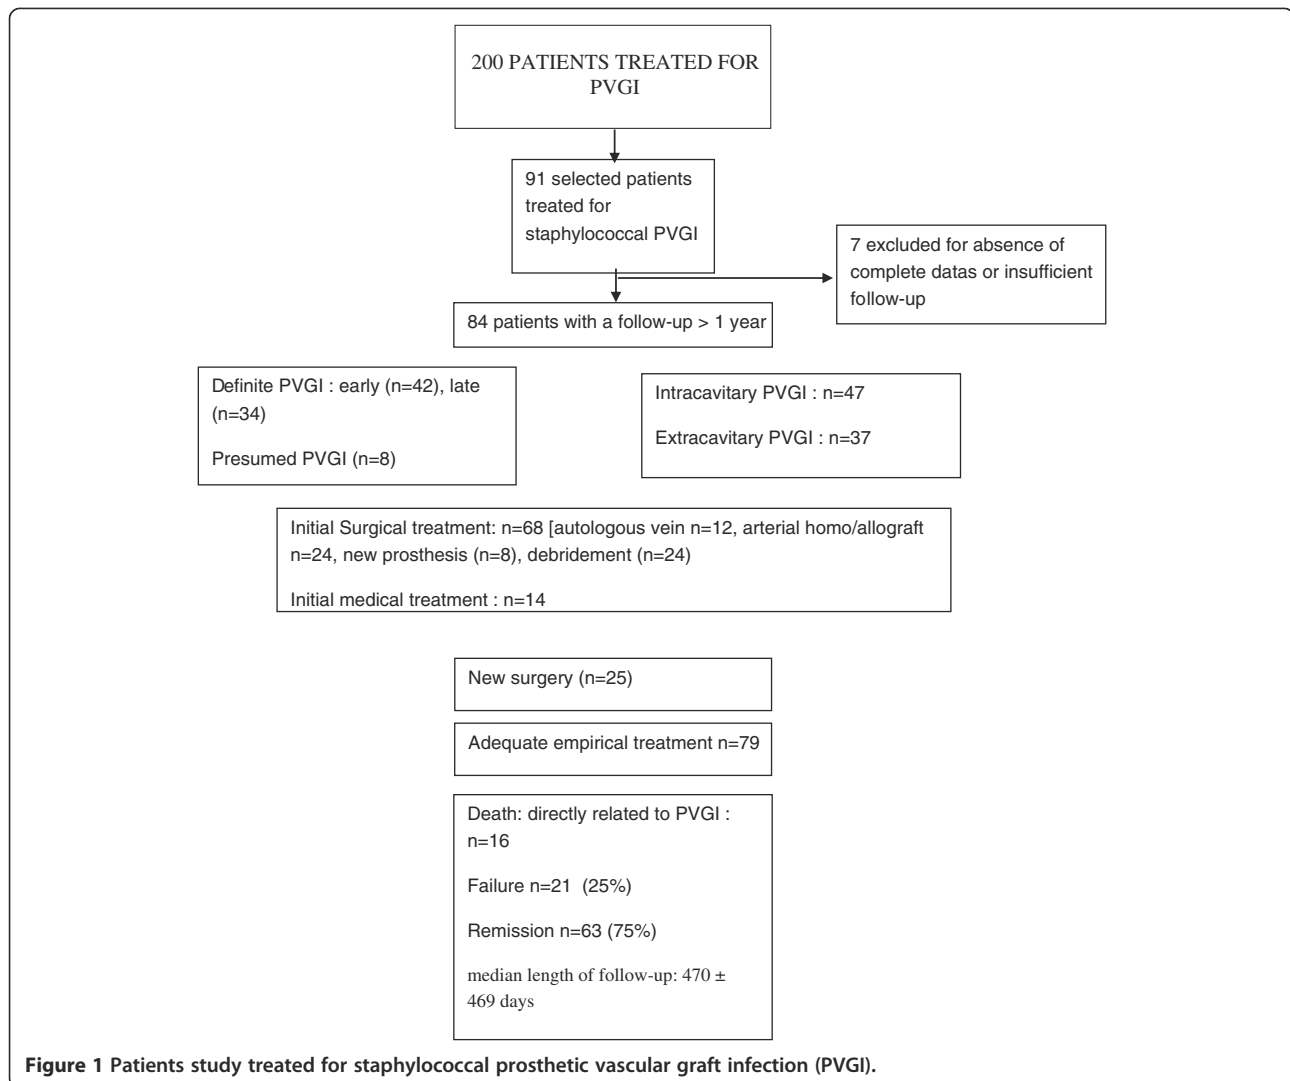 200 PATIENTS TREATED FOR
PVGI
91 selected patients
treated for
staphylococcal PVGI
7 excluded for absence of
complete datas or insufficient
follow-up
84 patients with a follow-up > 1 year
Definite PVGI : early (n=42), late
(n=34)
Presumed PVGI (n=8)
Intracavitary PVGI : n=47
Extracavitary PVGI : n=37
Initial Surgical treatment: n=68 [autologous vein n=12, arterial homo/allograft
n=24, new prosthesis (n=8), debridement (n=24)
Initial medical treatment : n=14
New surgery (n=25)
Adequate empirical treatment n=79
Death: directly related to PVGI :
n=16
Failure n=21 (25%)
Remission n=63 (75%)
median length of follow-up: 470 ±
469 days
Figure 1 Patients study treated for staphylococcal prosthetic vascular graft infection (PVGI).